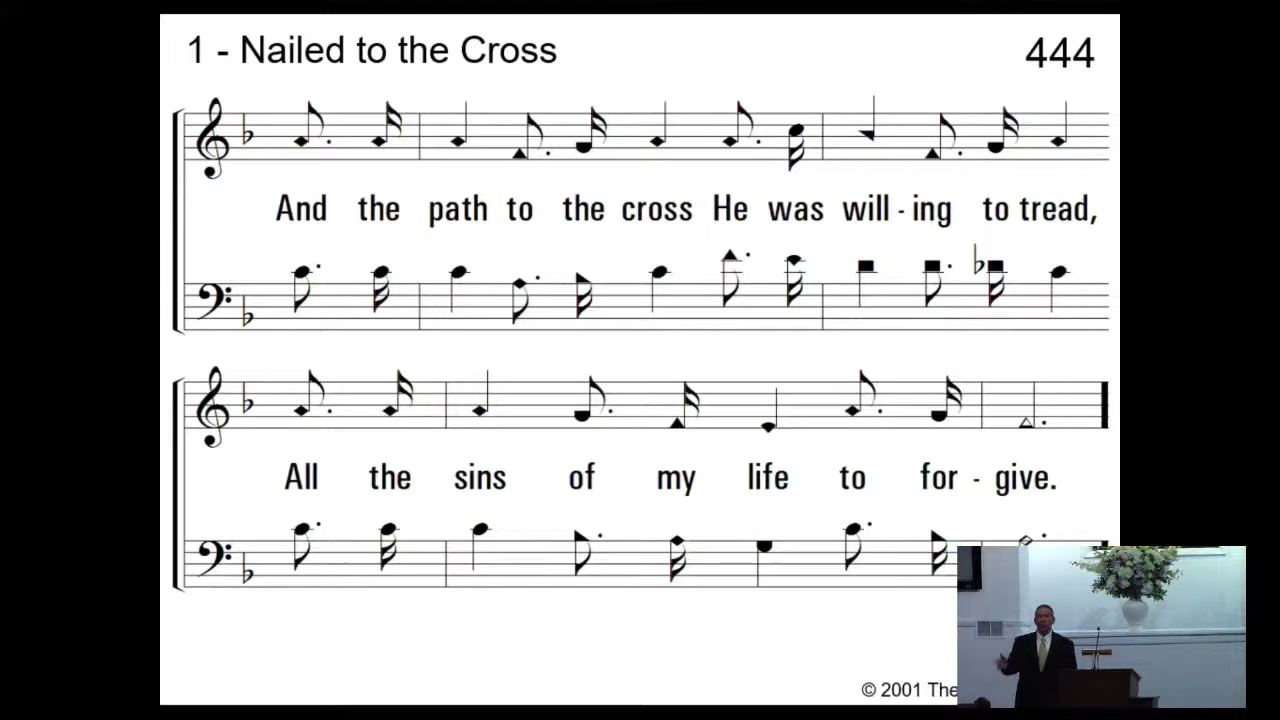 1 - Nailed to the Cross
444
And the path to the cross He was will - ing to tread,
All the sins of my life to for - give.
© 2001 The